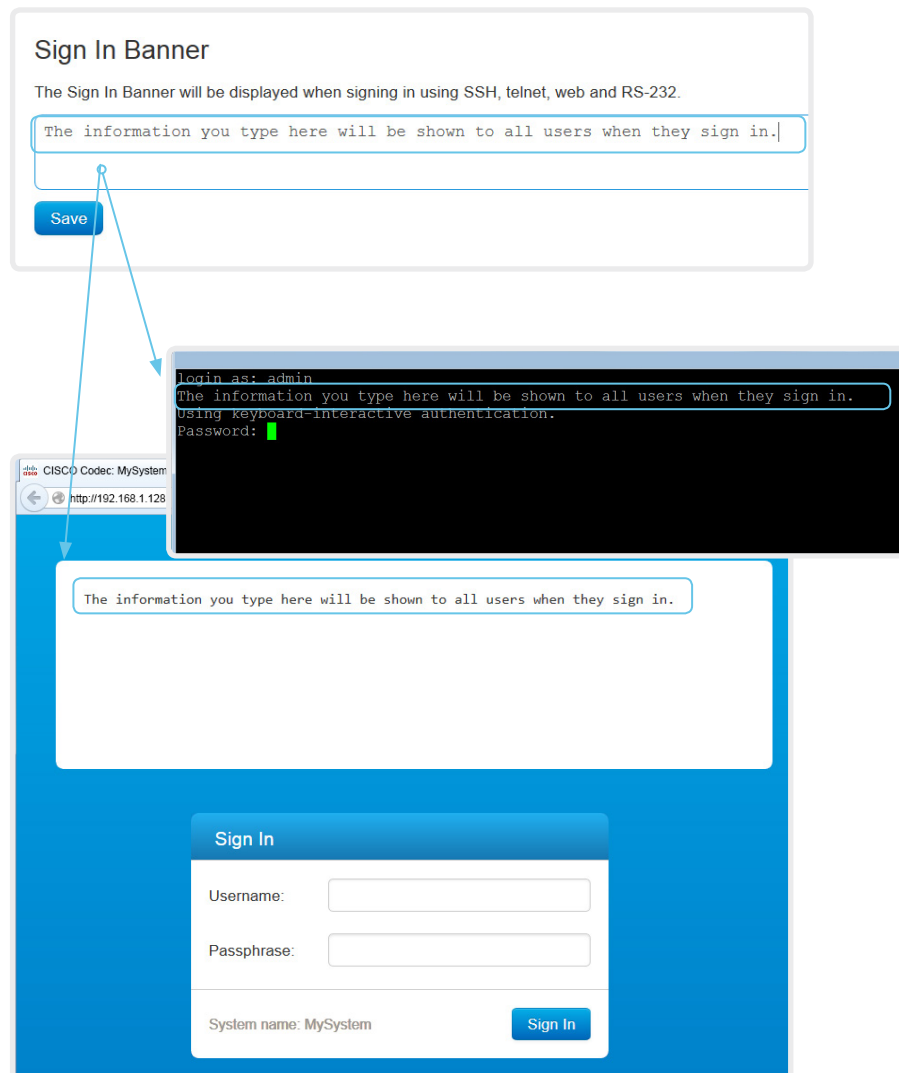 Sign In Banner
The Sign In Banner will be displayed when signing in using SSH, telnet, web and RS-232.
The information you type here will be shown to all users when they sign in.
Save
login as: admin
The information you type here will be shown to all users when they sign in.
Using keyboard-interactive authentication.
Password:
CISCO CISCO Codec: MySystem
http://192.168.1.128
The information you type here will be shown to all users when they sign in.
Sign In
Username:
Passphrase:
System name: MySystem
Sign In